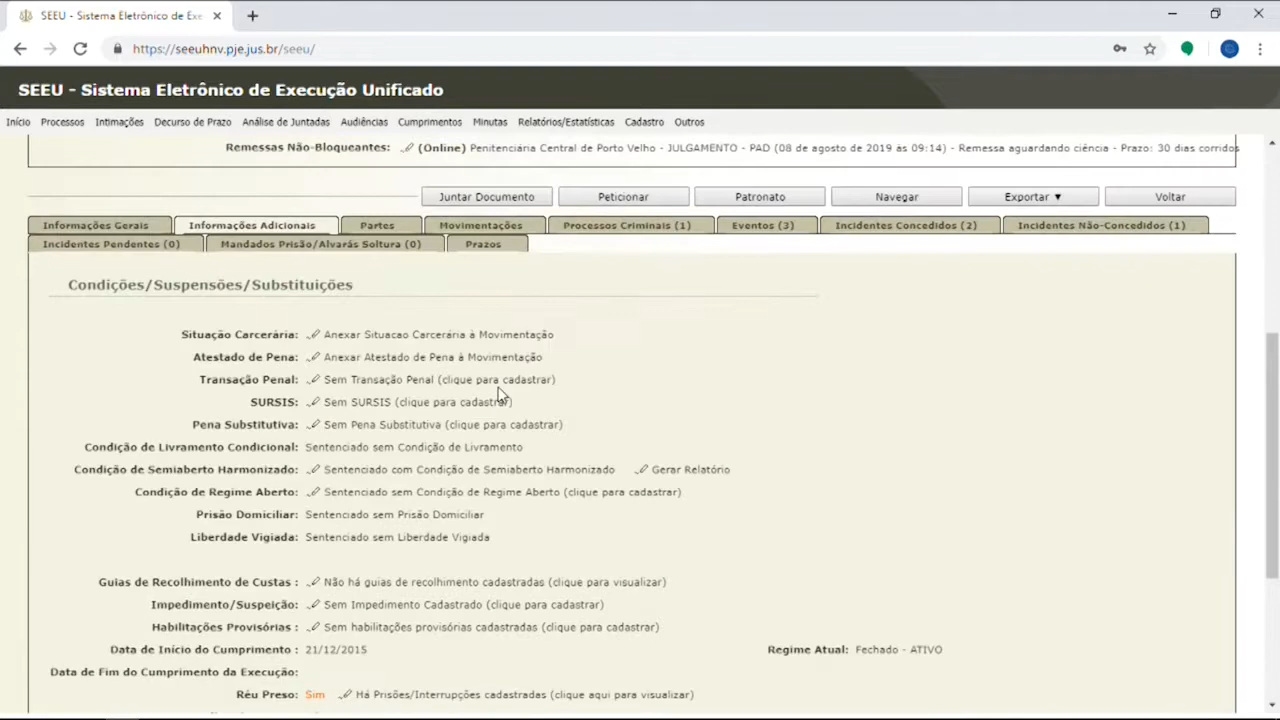 SEEU - Sistema Eletrônico de Exe
https://seeuhnv.pje.jus.br/seeu/
SEEU - Sistema Eletrônico de Execução Unificado
Início Processos Intimações Decurso de Prazo Análise de Juntadas Audiências Cumprimentos Minutas Relatórios/Estatísticas Cadastro Outros
Remessas Não-Bloqueantes: (Online) Penitenciária Central de Porto Velho - JULGAMENTO - PAD (08 de agosto de 2019 às 09:14) - Remessa aguardando ciência - Prazo: 30 dias corridos
Juntar Documento Peticionar Patronato Navegar Exportar ▼ Voltar
Informações Gerais Informações Adicionais Partes Movimentações Processos Criminais (1) Eventos (3) Incidentes Concedidos (2) Incidentes Não-Concedidos (1)
Incidentes Pendentes (0) Mandados Prisão/Alvarás Soltura (0) Prazos
Condições/Suspensões/Substituições
Situação Carcerária: Anexar Situacao Carcerária à Movimentação
Atestado de Pena: Anexar Atestado de Pena à Movimentação
Transação Penal: Sem Transação Penal (clique para cadastrar)
SURSIS: Sem SURSIS (clique para cadastrar)
Pena Substitutiva: Sem Pena Substitutiva (clique para cadastrar)
Condição de Livramento Condicional: Sentenciado sem Condição de Livramento
Condição de Semiaberto Harmonizado: Sentenciado com Condição de Semiaberto Harmonizado Gerar Relatório
Condição de Regime Aberto: Sentenciado sem Condição de Regime Aberto (clique para cadastrar)
Prisão Domiciliar: Sentenciado sem Prisão Domiciliar
Liberdade Vigiada: Sentenciado sem Liberdade Vigiada
Guias de Recolhimento de Custas : Não há guias de recolhimento cadastradas (clique para visualizar)
Impedimento/Suspeição: Sem Impedimento Cadastrado (clique para cadastrar)
Habilitações Provisórias : Sem habilitações provisórias cadastradas (clique para cadastrar)
Data de Início do Cumprimento : 21/12/2015 Regime Atual: Fechado - ATIVO
Data de Fim do Cumprimento da Execução:
Réu Preso: Sim Há Prisões/Interrupções cadastradas (clique aqui para visualizar)